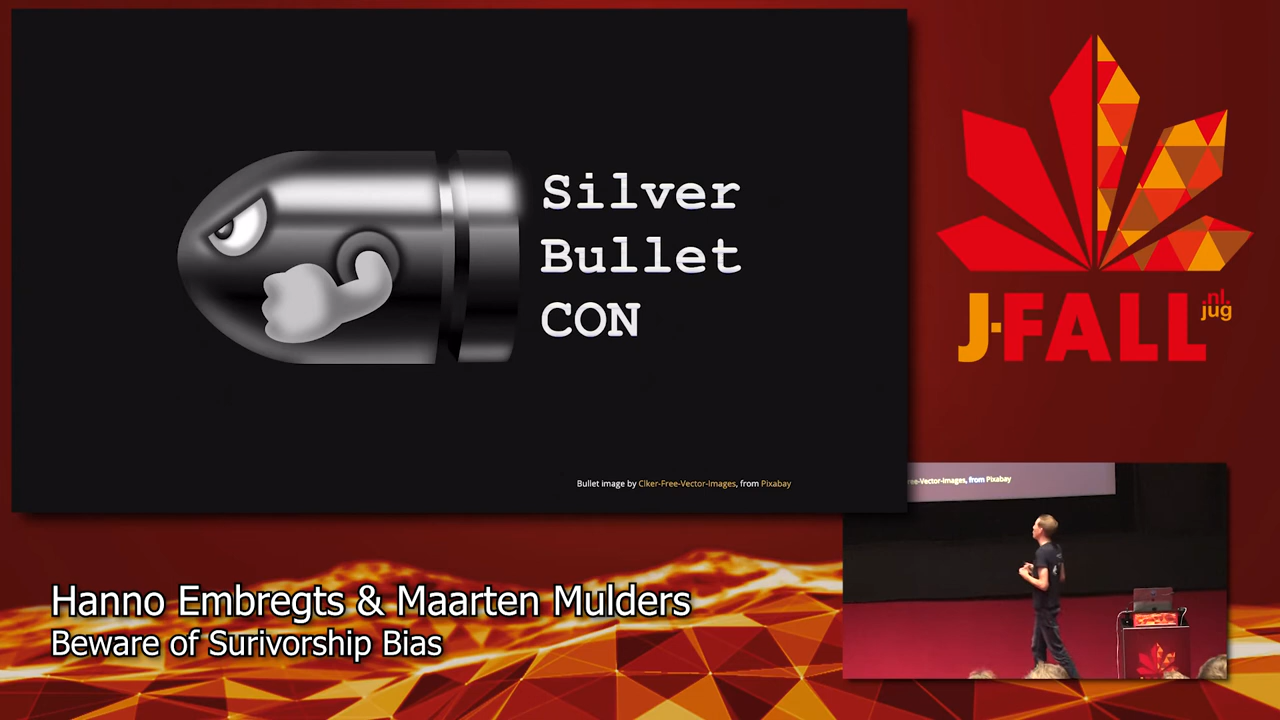 Silver
Bullet
CON
Bullet image by Clker-Free-Vector-Images, from Pixabay
J-FALL
nl.
jug
ree-Vector-Images, from Pixabay
Hanno Embregts & Maarten Mulders
Beware of Surivorship Bias